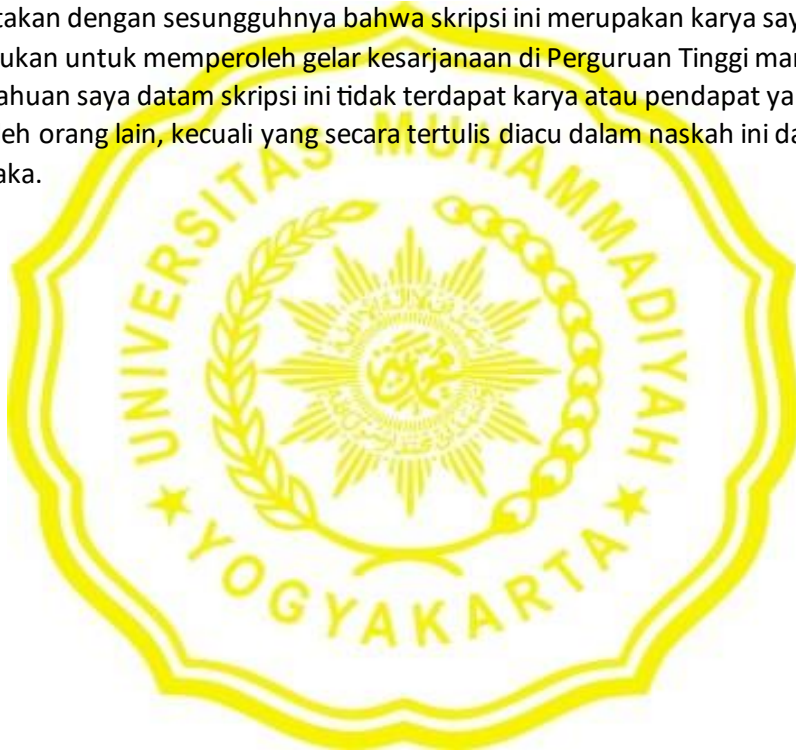 takan dengan sesungguhnya bahwa skripsi ini merupakan karya say
ukan untuk memperoleh gelar kesarjanaan di Perguruan Tinggi mar
ahuan saya datam skripsi ini tidak terdapat karya atau pendapat ya
eh orang lain, kecuali yang secara tertulis diacu dalam naskah ini da
aka.
UNIVERSITAS MUHAMMADIYAH
YOGYAKARTA